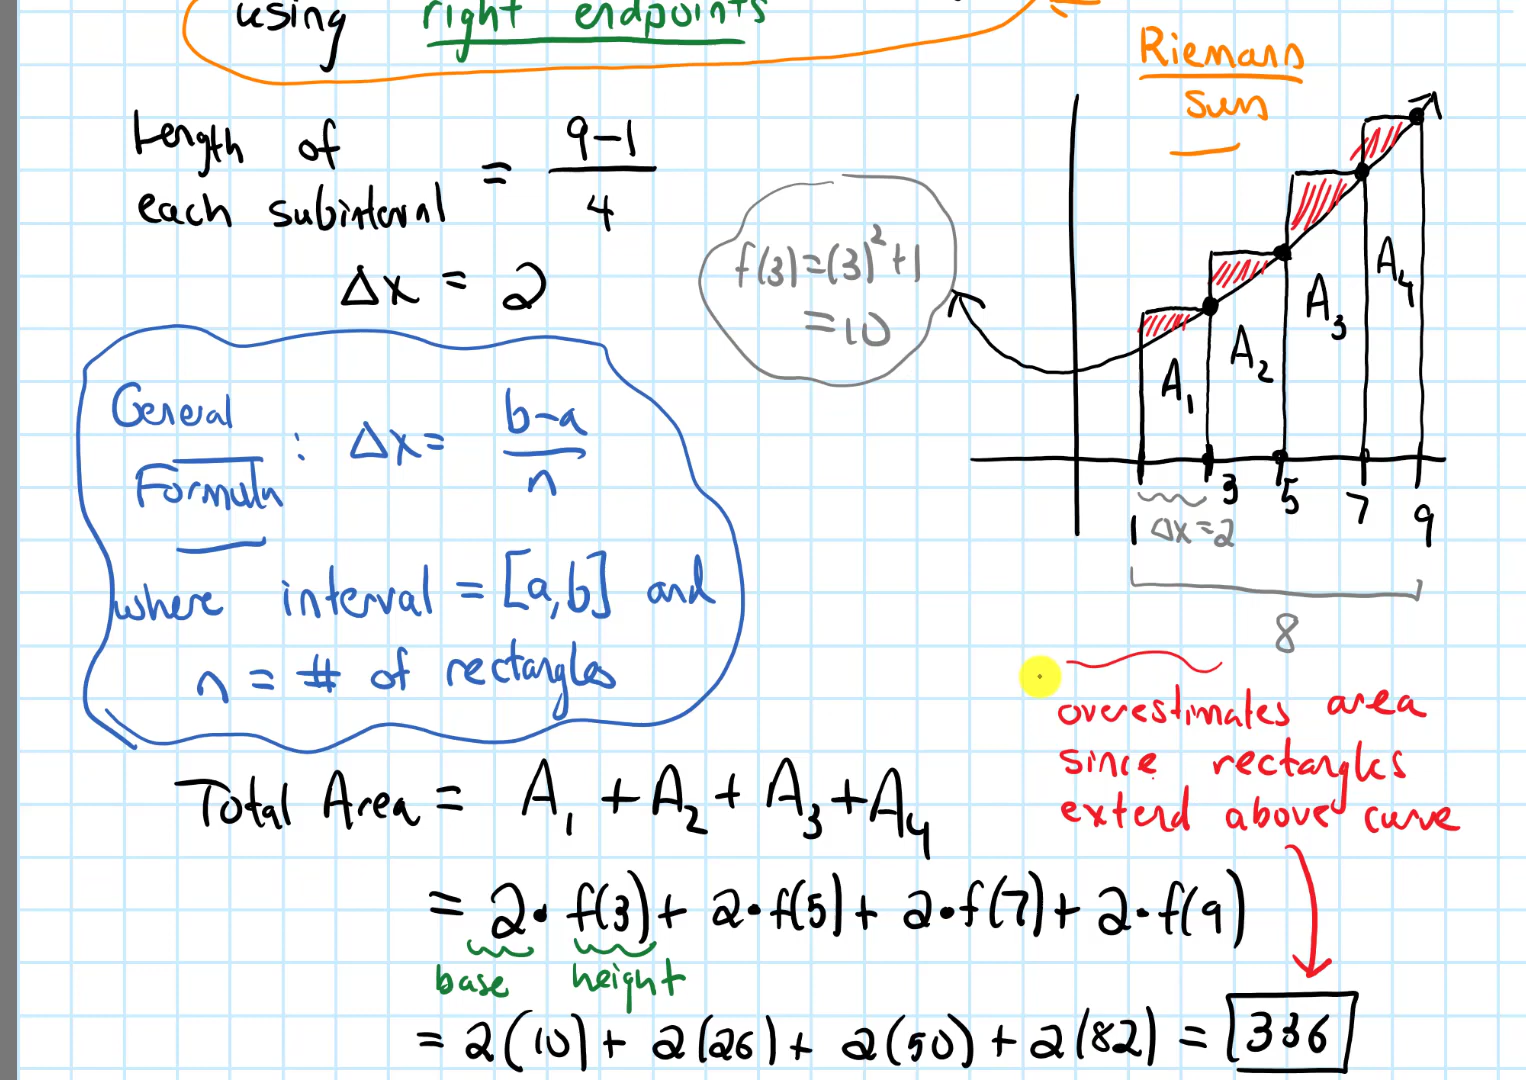 using right endpoints
Riemann
sum
Length of
each subinterval = 9-1 / 4
Δx = 2
f(3)=(3)²+1
=10
A₁ A₂ A₃ A₄
1 3 5 7 9
Δx=2
8
General
Formula : Δx= b-a / n
where interval = [a,b] and
n = # of rectangles
overestimates area
since rectangles
extend above curve
Total Area = A₁ + A₂ + A₃ + A₄
= 2·f(3)+ 2·f(5)+ 2·f(7)+ 2·f(9)
base height
= 2(10)+ 2(26)+ 2(50)+ 2(82) = 336